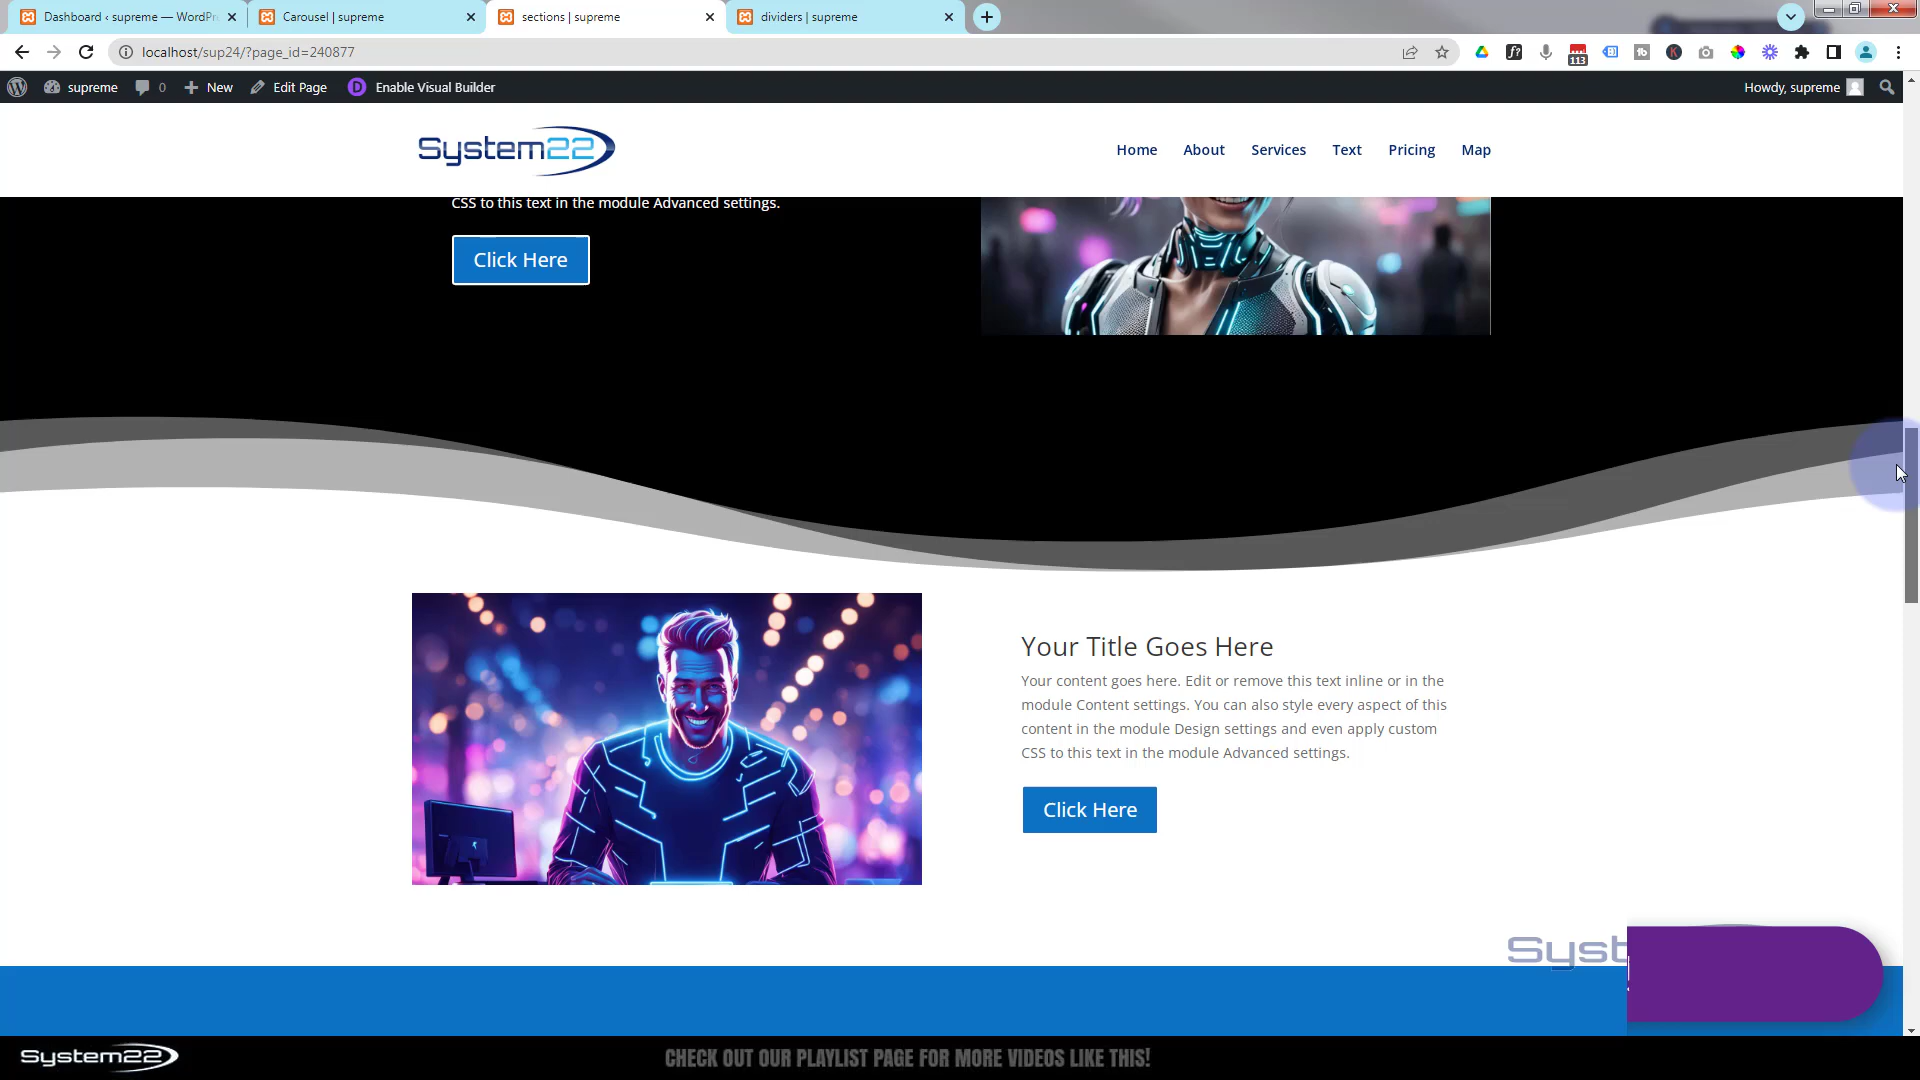 Dashboard ‹ supreme — WordPr
Carousel | supreme
sections | supreme
dividers | supreme
localhost/sup24/?page_id=240877
113
supreme
0
New
Edit Page
Enable Visual Builder
Howdy, supreme
System22
Home
About
Services
Text
Pricing
Map
CSS to this text in the module Advanced settings.
Click Here
Your Title Goes Here
Your content goes here. Edit or remove this text inline or in the
module Content settings. You can also style every aspect of this
content in the module Design settings and even apply custom
CSS to this text in the module Advanced settings.
Click Here
Syst
System22
CHECK OUT OUR PLAYLIST PAGE FOR MORE VIDEOS LIKE THIS!